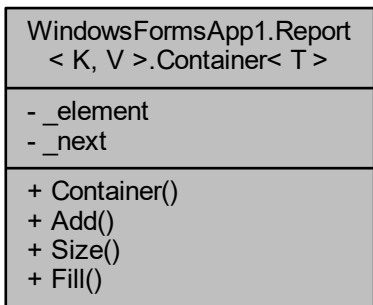 WindowsFormsApp1.Report
< K, V >.Container< T >
- _element
- _next
+ Container()
+ Add()
+ Size()
+ Fill()